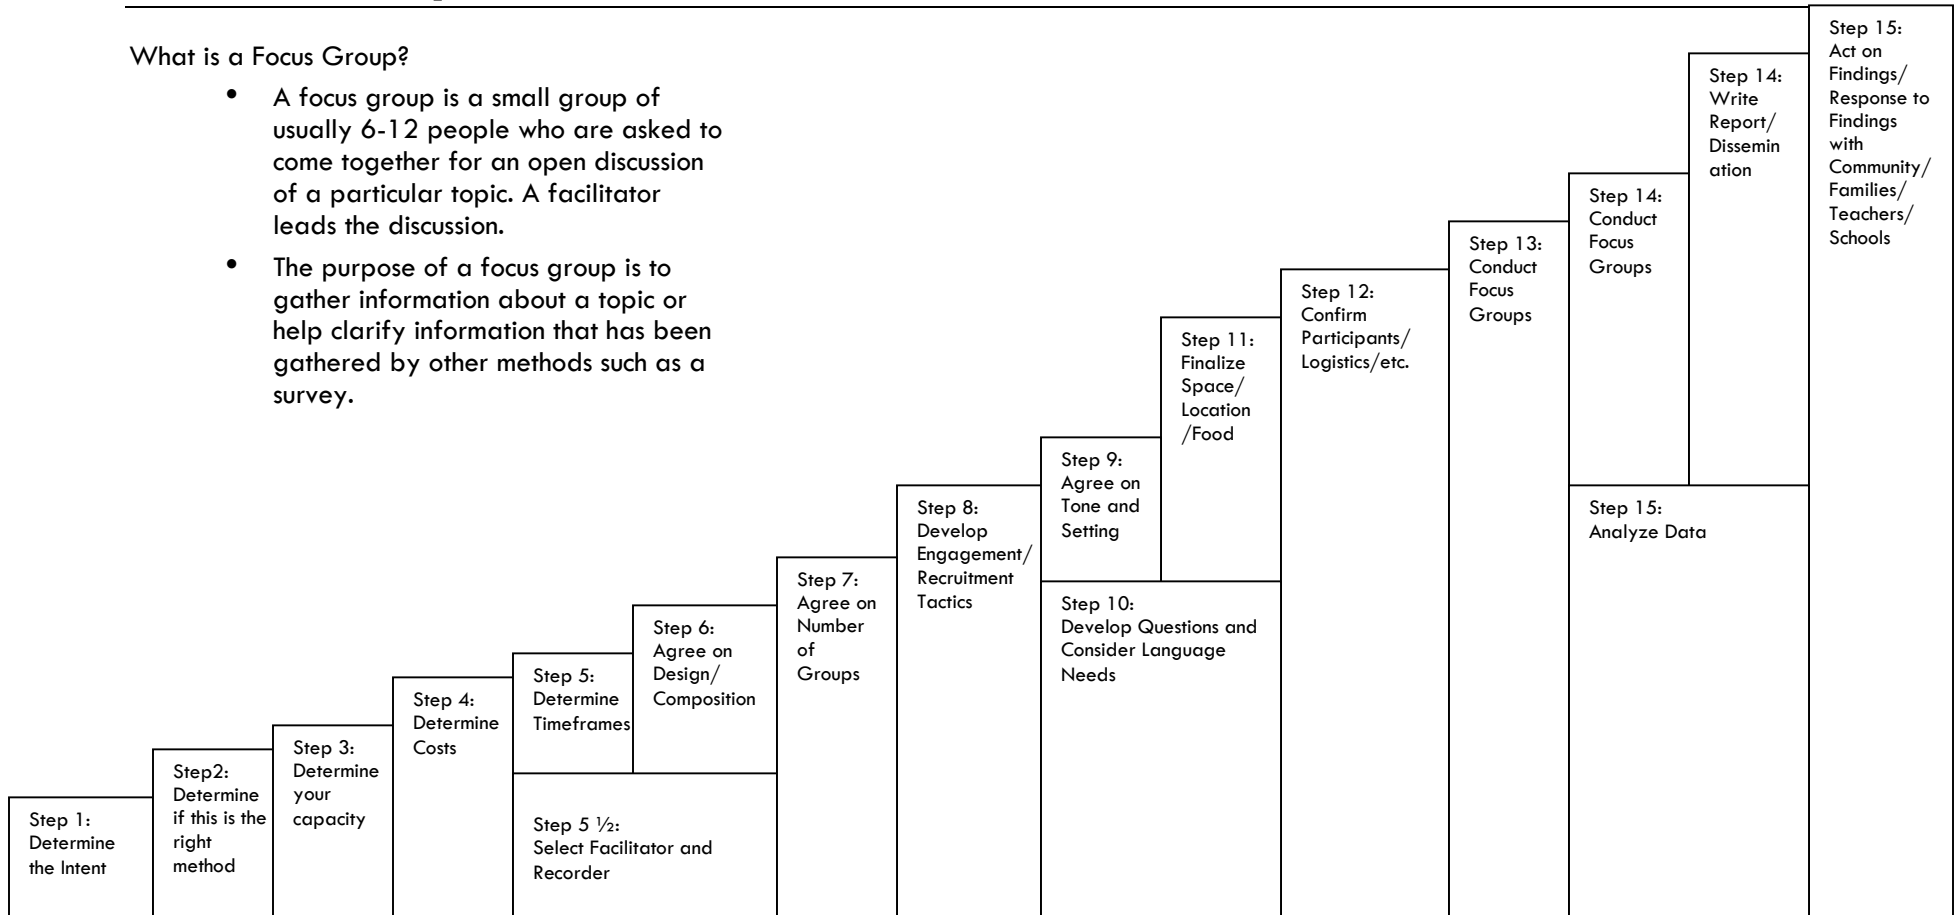 What is a Focus Group?
• A focus group is a small group of
usually 6-12 people who are asked to
come together for an open discussion
of a particular topic. A facilitator
leads the discussion.
• The purpose of a focus group is to
gather information about a topic or
help clarify information that has been
gathered by other methods such as a
survey.
Step 1:
Determine
the Intent
Step2:
Determine
if this is the
right
method
Step 3:
Determine
your
capacity
Step 4:
Determine
Costs
Step 5:
Determine
Timeframes
Step 5 ½:
Select Facilitator and
Recorder
Step 6:
Agree on
Design/
Composition
Step 7:
Agree on
Number
of
Groups
Step 8:
Develop
Engagement/
Recruitment
Tactics
Step 9:
Agree on
Tone and
Setting
Step 10:
Develop Questions and
Consider Language
Needs
Step 11:
Finalize
Space/
Location
/Food
Step 12:
Confirm
Participants/
Logistics/etc.
Step 13:
Conduct
Focus
Groups
Step 14:
Conduct
Focus
Groups
Step 15:
Analyze Data
Step 14:
Write
Report/
Dissemin
ation
Step 15:
Act on
Findings/
Response to
Findings
with
Community/
Families/
Teachers/
Schools